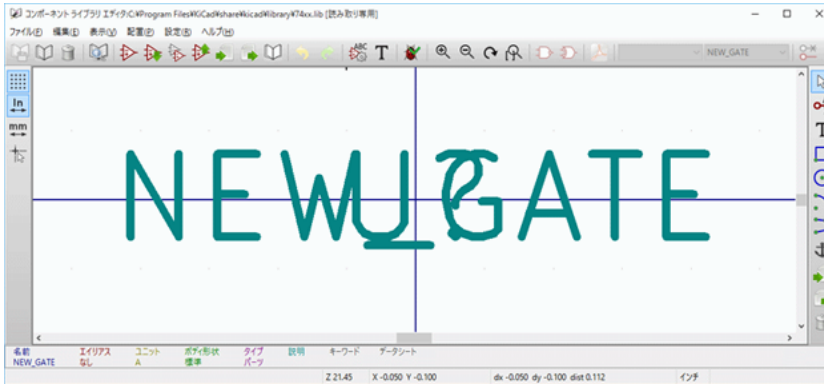 コンポーネント ライブラリ エディタ:C:¥Program Files¥KiCad¥share¥kicad¥library¥74xx.lib [読み取り専用]
ファイル(F) 編集(E) 表示(V) 配置(P) 設定(R) ヘルプ(H)
ABC T NEW_GATE
In
mm
T
NEW_GATE
U?
名前 エイリアス ユニット ボディ形状 タイプ 説明 キーワード データシート
NEW_GATE なし A 標準 パーツ
Z 21.45 X -0.050 Y -0.100 dx -0.050 dy -0.100 dist 0.112 インチ